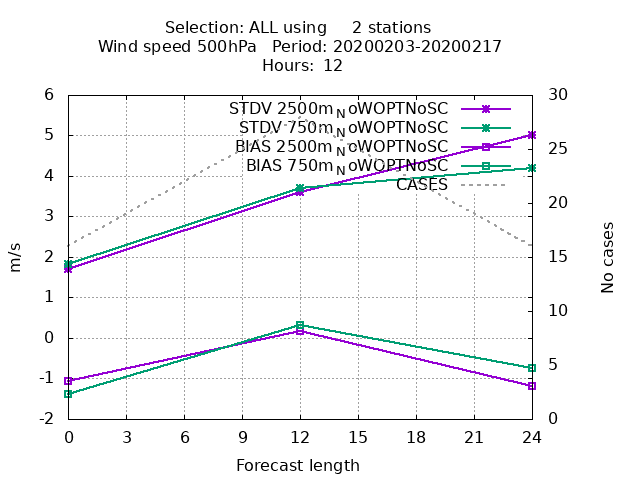 Selection: ALL using     2 stations
Wind speed 500hPa   Period: 20200203-20200217
Hours: 12
STDV 2500m_NoWOPTNoSC
STDV 750m_NoWOPTNoSC
BIAS 2500m_NoWOPTNoSC
BIAS 750m_NoWOPTNoSC
CASES
6
5
4
3
2
1
0
-1
-2
30
25
20
15
10
5
0
m/s
No cases
0 3 6 9 12 15 18 21 24
Forecast length